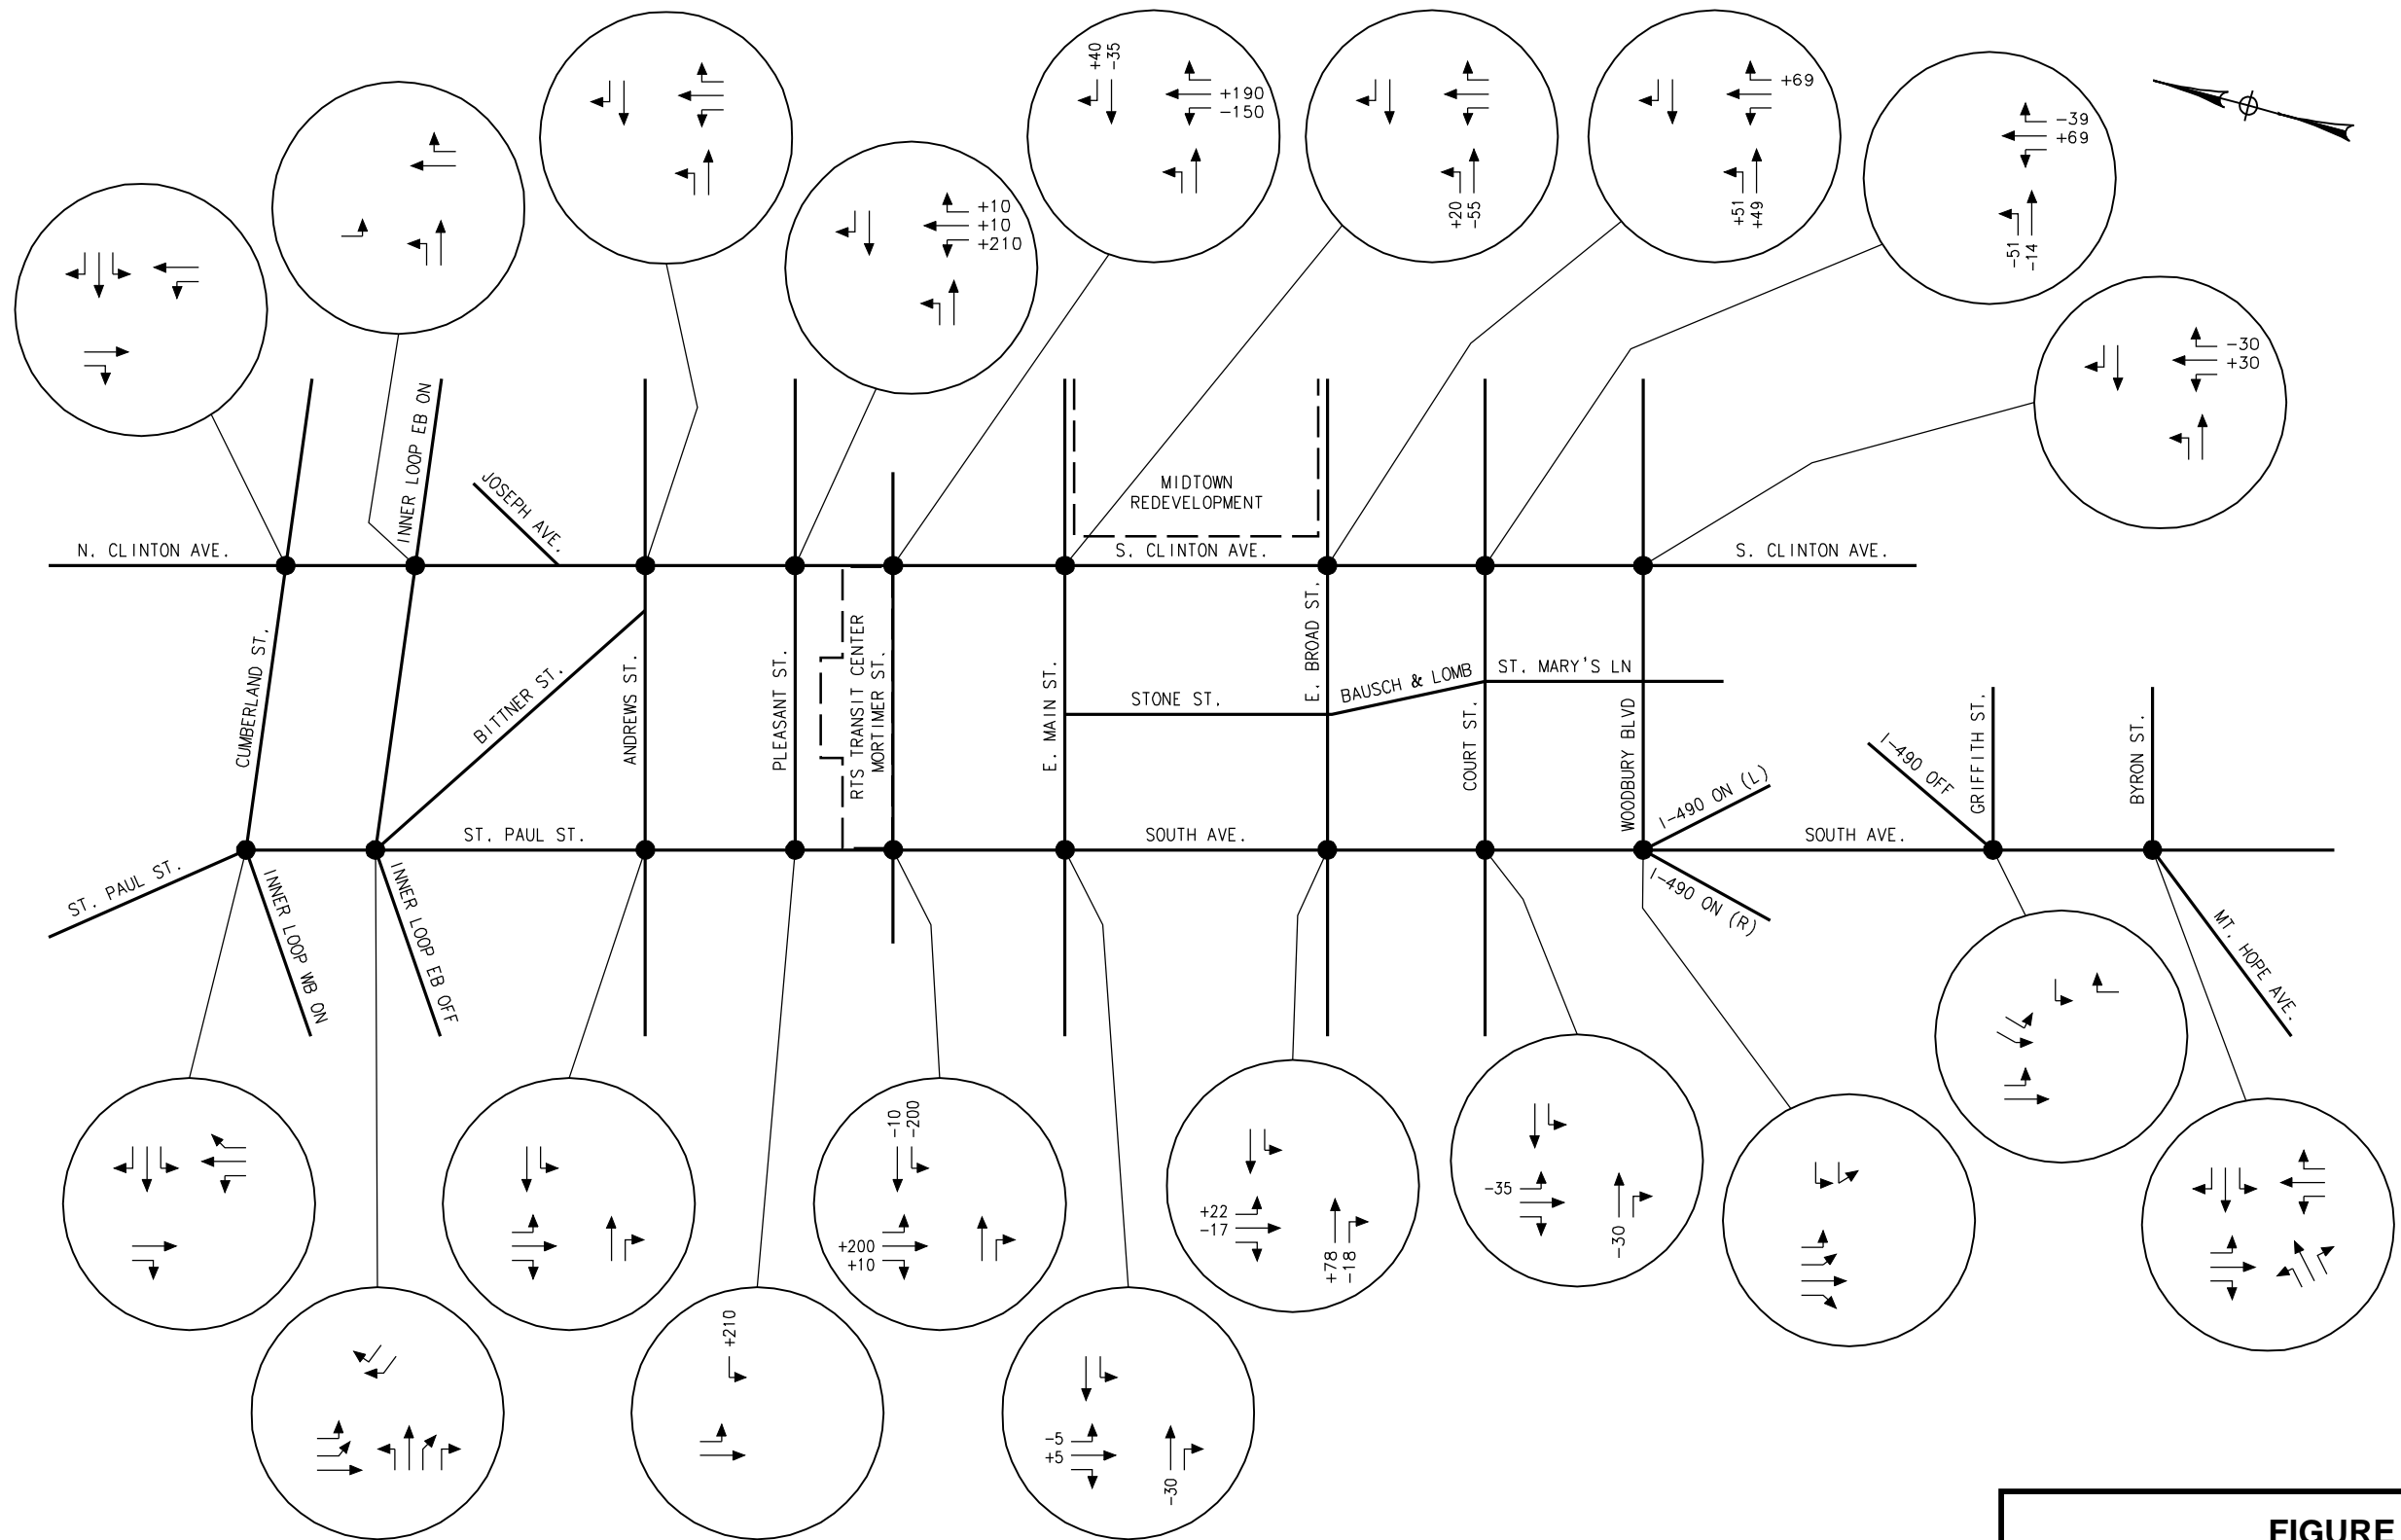 +40
-35
+190
-150
+69
-39
+69
+10
+10
+210
+20
-55
+51
+49
-51
-14
-30
+30
INNER LOOP EB ON
JOSEPH AVE.
MIDTOWN
REDEVELOPMENT
N. CLINTON AVE.
S. CLINTON AVE.
S. CLINTON AVE.
CUMBERLAND ST.
BITTNER ST.
ANDREWS ST.
PLEASANT ST.
RTS TRANSIT CENTER
MORTIMER ST.
E. MAIN ST.
STONE ST.
E. BROAD ST.
BAUSCH & LOMB
ST. MARY'S LN
COURT ST.
WOODBURY BLVD
I-490 ON (L)
I-490 OFF
GRIFFITH ST.
BYRON ST.
ST. PAUL ST.
SOUTH AVE.
SOUTH AVE.
ST. PAUL ST.
INNER LOOP WB ON
INNER LOOP EB OFF
I-490 ON (R)
MT. HOPE AVE.
-10
-200
+200
+10
+22
-17
+78
-18
-35
-30
+210
-5
+5
-30
FIGURE